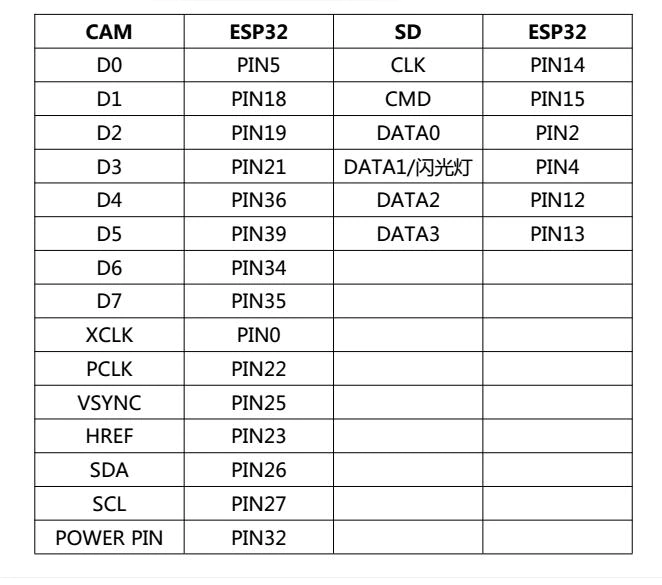 CAM ESP32 SD ESP32
D0 PIN5 CLK PIN14
D1 PIN18 CMD PIN15
D2 PIN19 DATA0 PIN2
D3 PIN21 DATA1/闪光灯 PIN4
D4 PIN36 DATA2 PIN12
D5 PIN39 DATA3 PIN13
D6 PIN34
D7 PIN35
XCLK PIN0
PCLK PIN22
VSYNC PIN25
HREF PIN23
SDA PIN26
SCL PIN27
POWER PIN PIN32